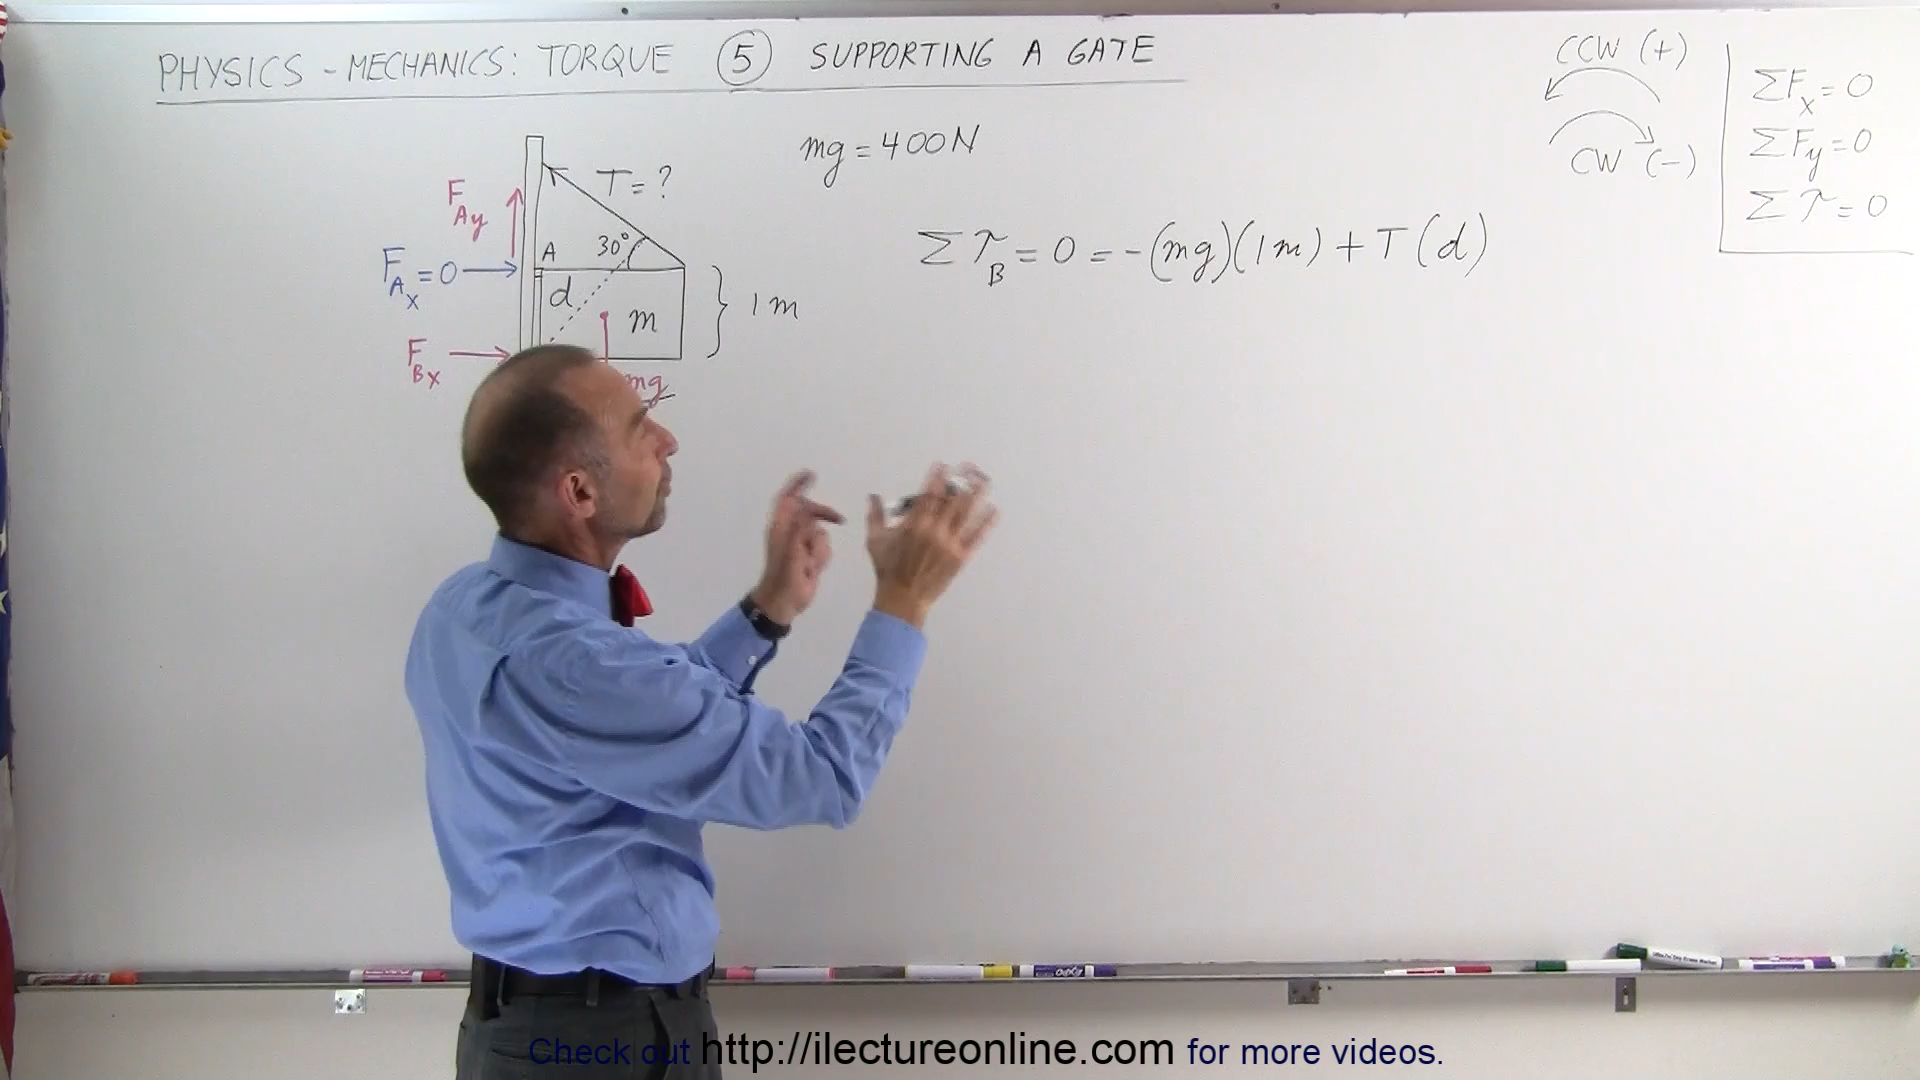 PHYSICS - MECHANICS: TORQUE ⑤ SUPPORTING A GATE
CCW (+)
CW (-)
ΣFx = 0
ΣFy = 0
Στ = 0
mg = 400N
T = ?
FAy
A
30°
FAx = 0
d
m
} 1m
FBx
mg
ΣτB = 0 = -(mg)(1m) + T(d)
Check out http://ilectureonline.com for more videos.